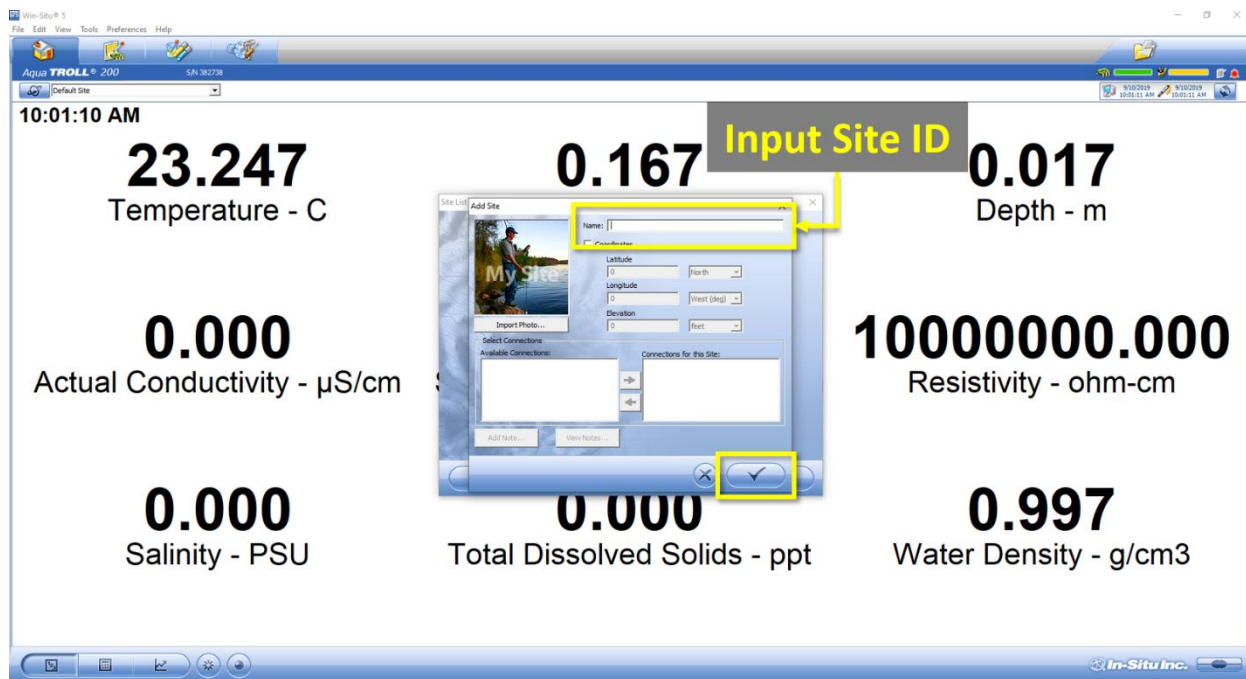 Win-Situ® 5
File Edit View Tools Preferences Help
Aqua TROLL® 200 S/N 382738
Default Site
9/10/2019 10:01:11 AM
9/10/2019 10:01:11 AM
10:01:10 AM
Input Site ID
23.247
Temperature - C
0.167
0.017
Depth - m
Site List
Add Site
Name:
Coordinates
Latitude
0 North
Longitude
0 West (deg)
Elevation
0 feet
My Site
Import Photo...
Select Connections
Available Connections:
Connections for this Site:
Add Note...
View Notes...
0.000
Actual Conductivity - µS/cm
S
10000000.000
Resistivity - ohm-cm
0.000
Salinity - PSU
0.000
Total Dissolved Solids - ppt
0.997
Water Density - g/cm3
In-Situ Inc.